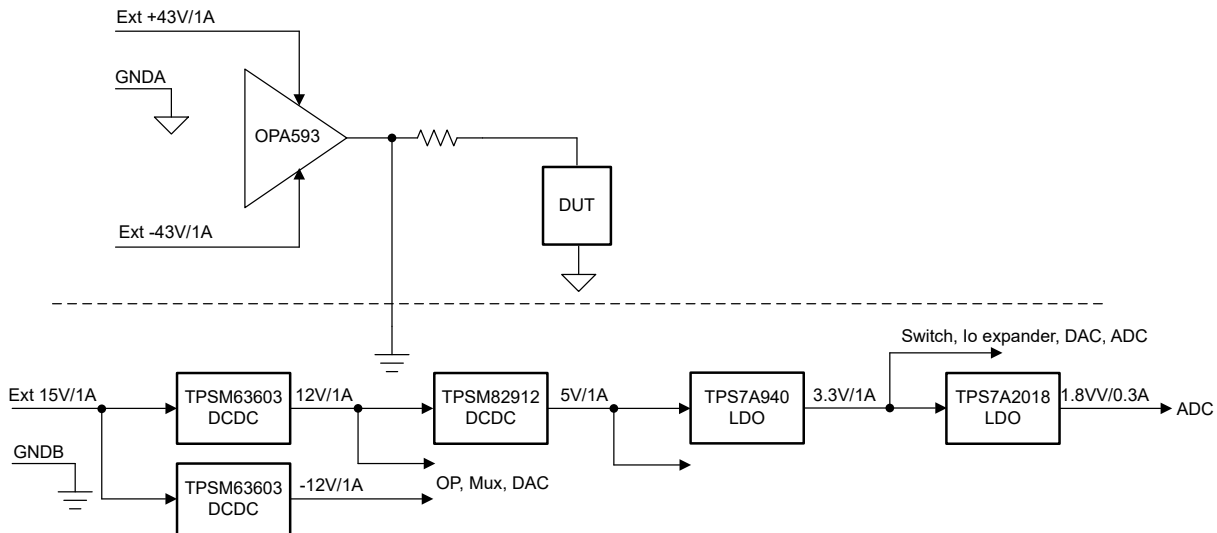 Ext +43V/1A
GNDA
OPA593
Ext -43V/1A
DUT
Switch, Io expander, DAC, ADC
Ext 15V/1A
TPSM63603
DCDC
12V/1A
TPSM82912
DCDC
5V/1A
TPS7A940
LDO
3.3V/1A
TPS7A2018
LDO
1.8VV/0.3A
ADC
GNDB
TPSM63603
DCDC
-12V/1A
OP, Mux, DAC